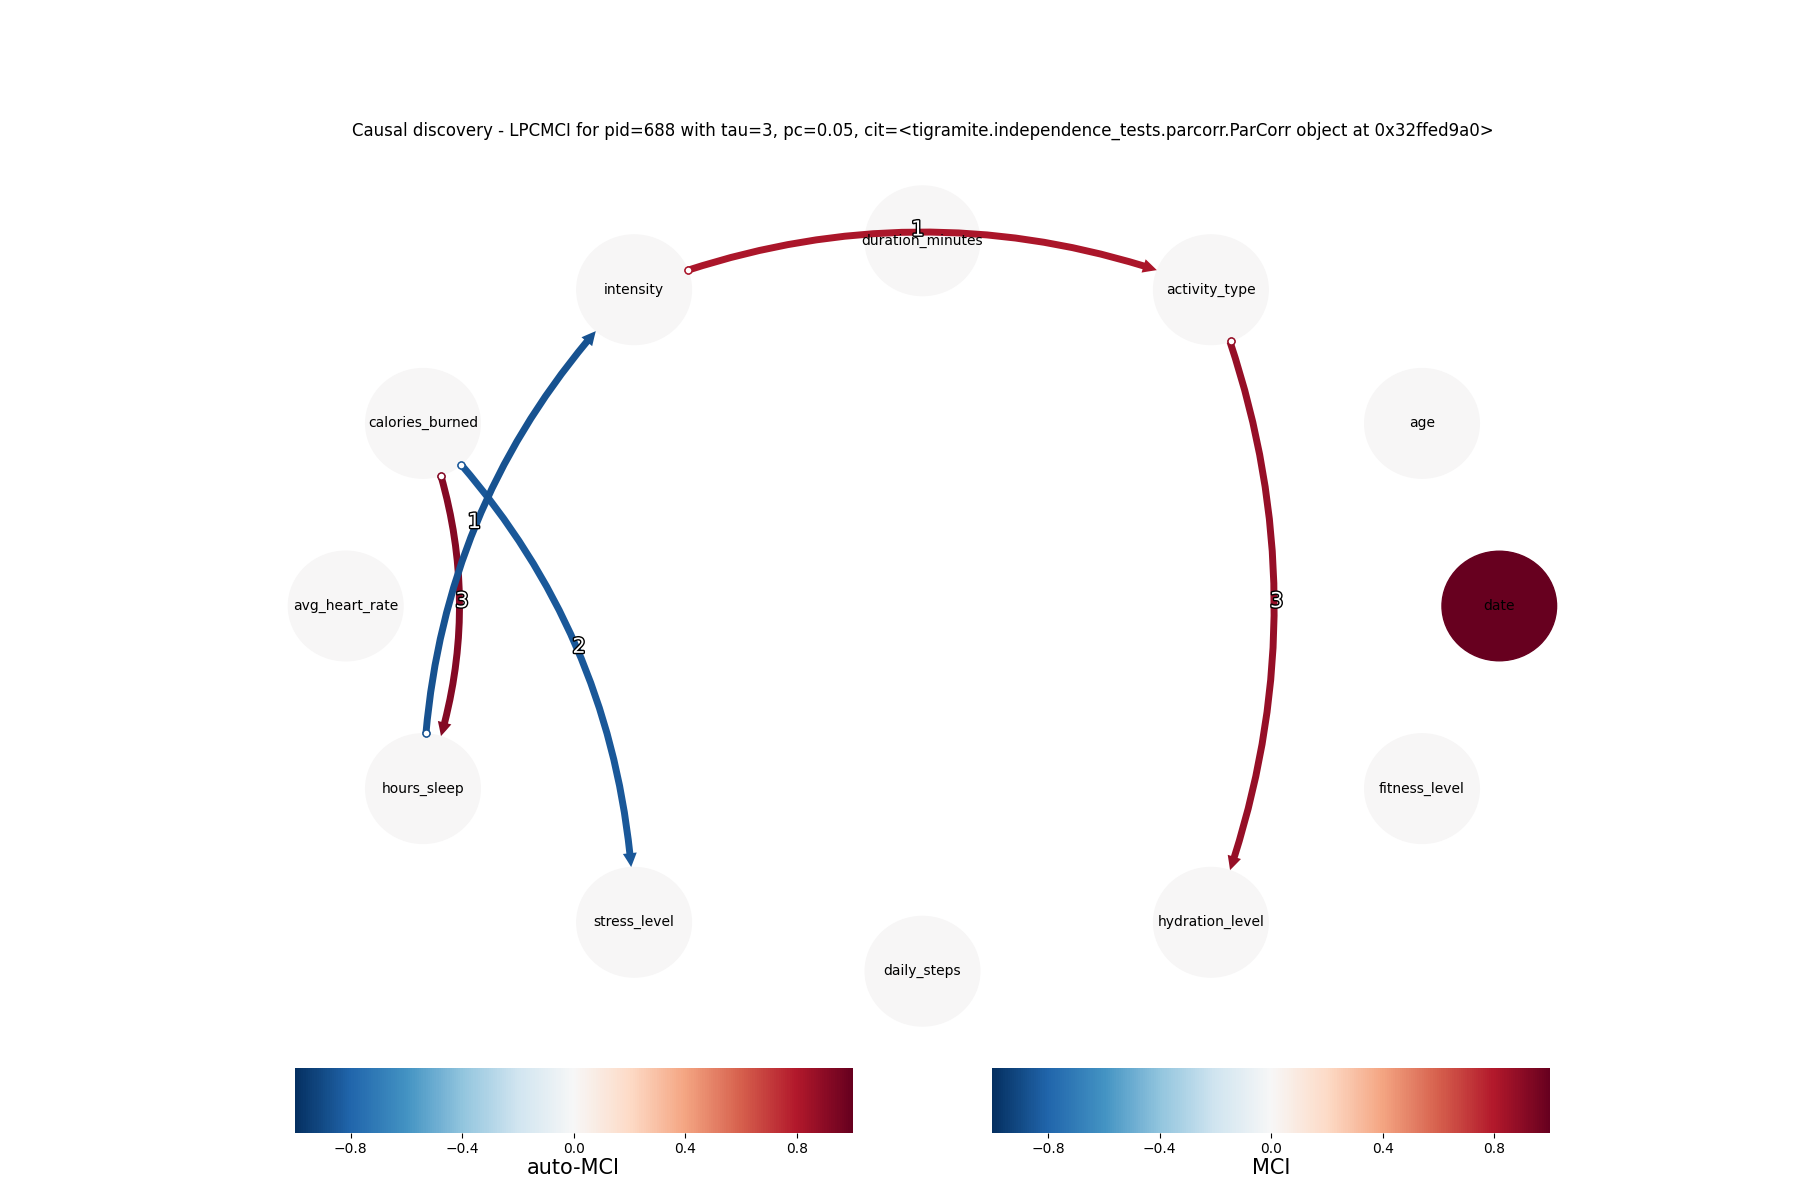 Causal discovery - LPCMCI for pid=688 with tau=3, pc=0.05, cit=<tigramite.independence_tests.parcorr.ParCorr object at 0x32ffed9a0>
1
duration_minutes
intensity
activity_type
calories_burned
age
1
3
3
avg_heart_rate
date
2
hours_sleep
fitness_level
stress_level
hydration_level
daily_steps
−0.8 −0.4 0.0 0.4 0.8
auto-MCI
−0.8 −0.4 0.0 0.4 0.8
MCI